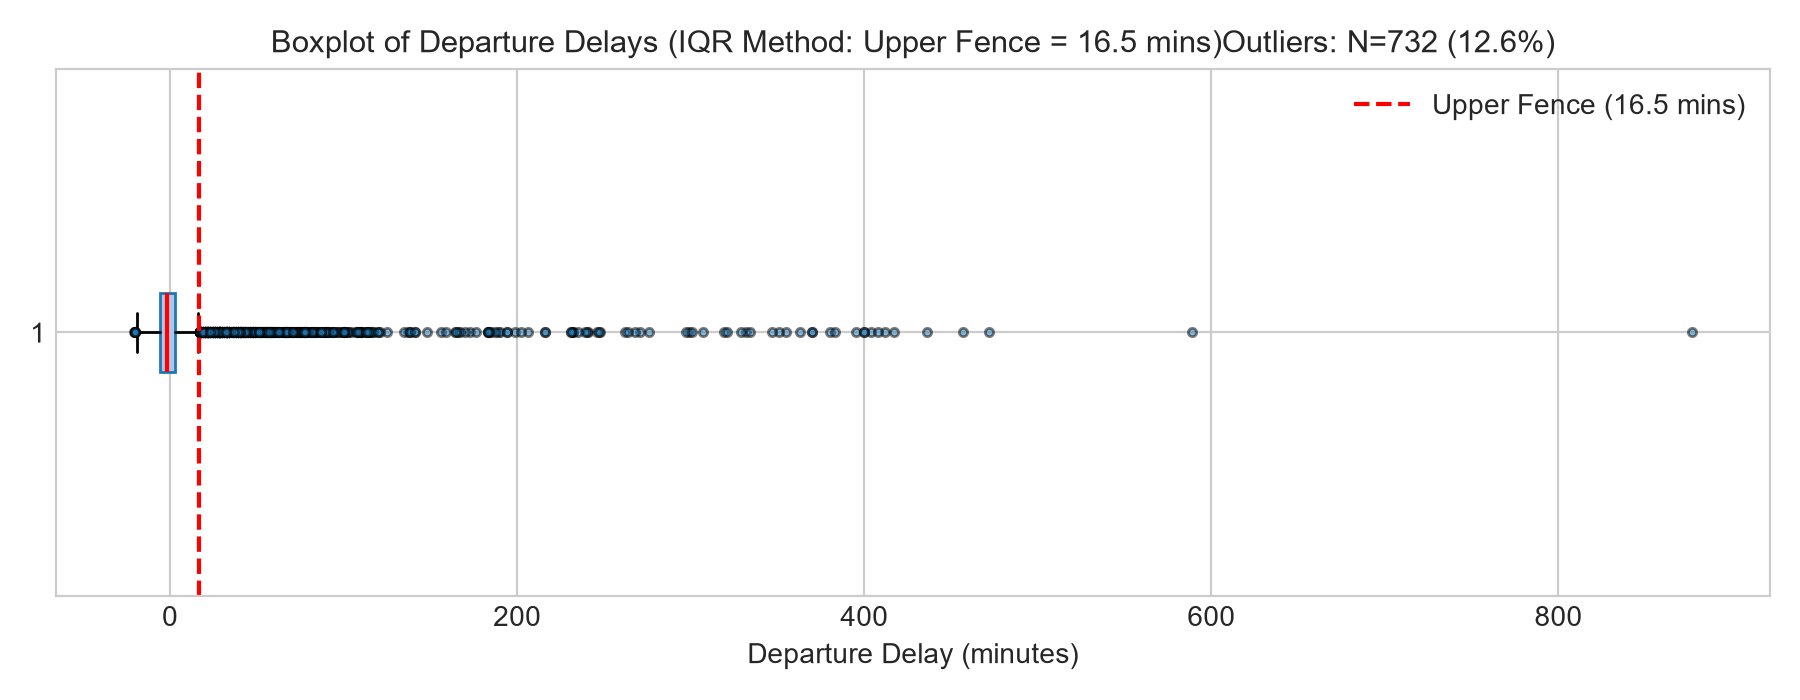 Boxplot of Departure Delays (IQR Method: Upper Fence = 16.5 mins)Outliers: N=732 (12.6%)
Upper Fence (16.5 mins)
1
0 200 400 600 800
Departure Delay (minutes)